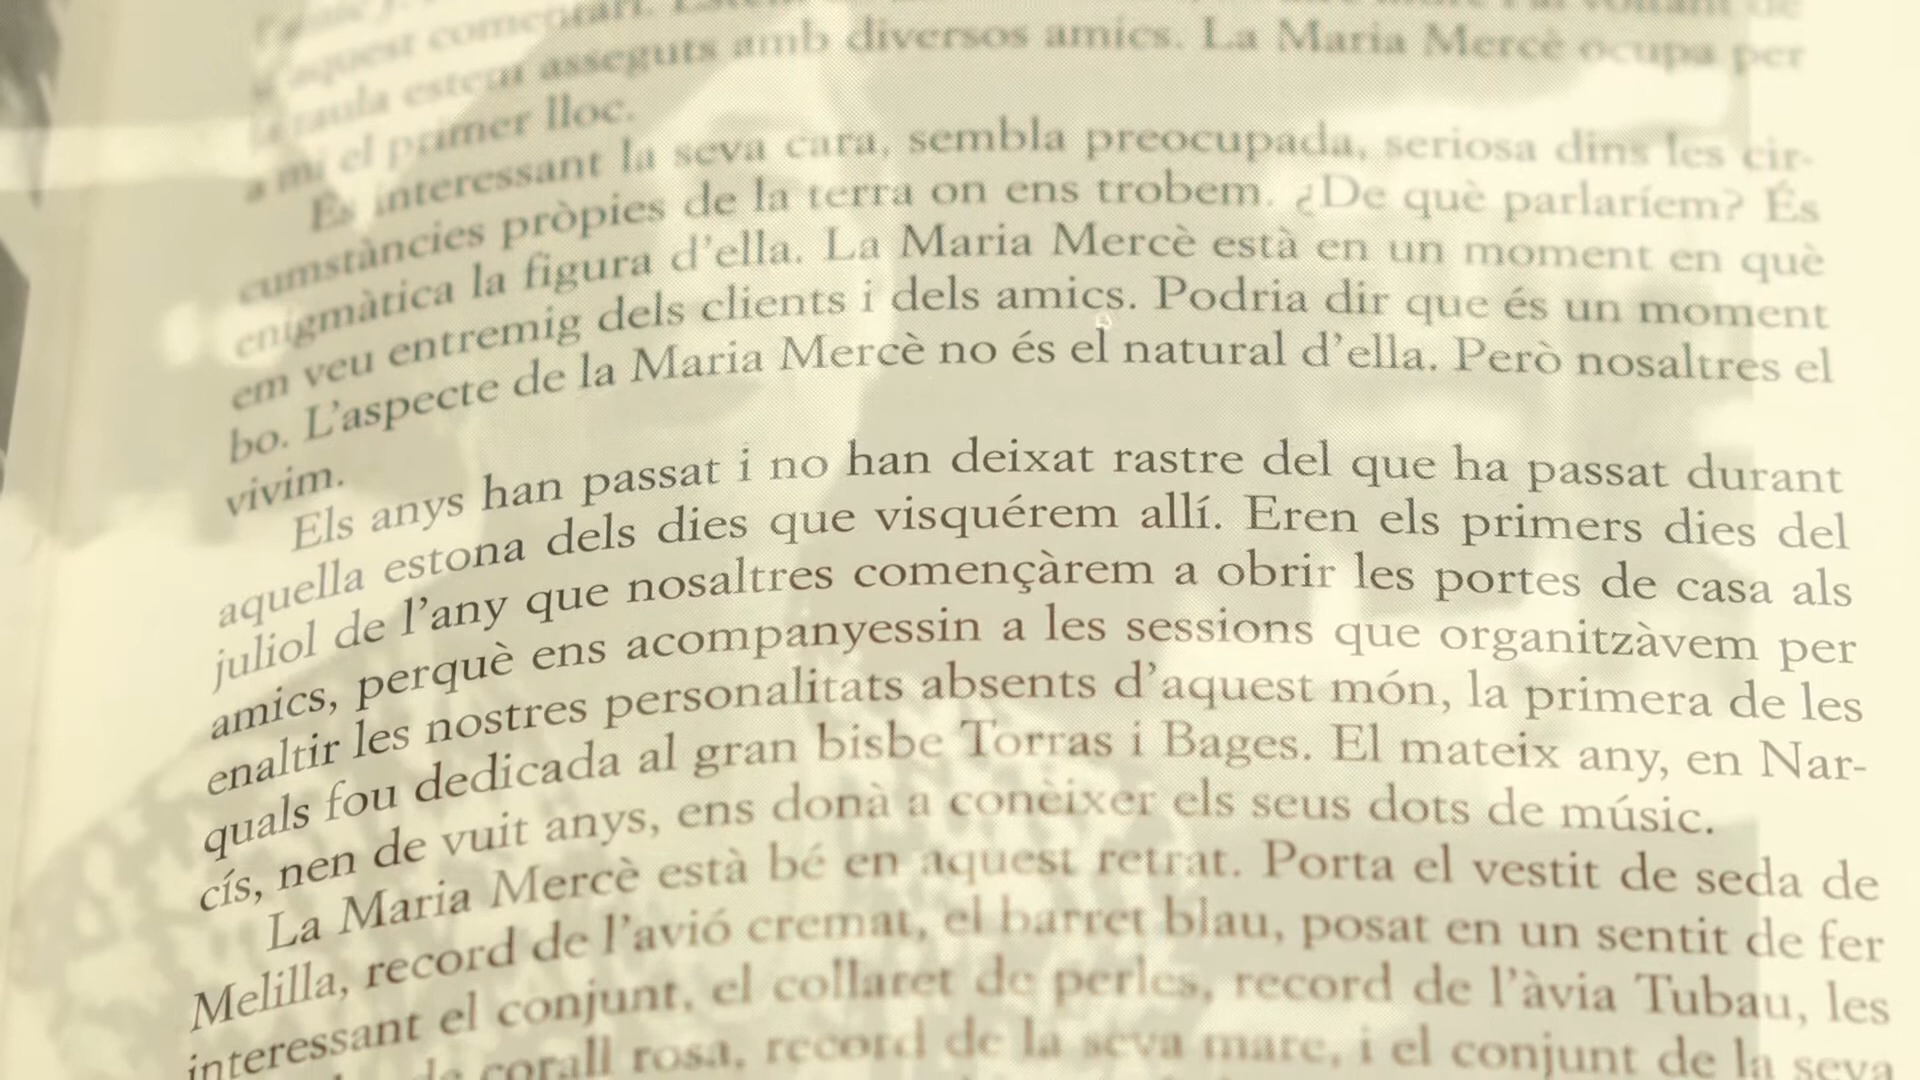 aquest comentari.
taula estem asseguts amb diversos amics. La Maria Mercè ocupa per
a mi el primer lloc.
És interessant la seva cara, sembla preocupada, seriosa dins les cir-
cumstàncies pròpies de la terra on ens trobem. ¿De què parlaríem? És
enigmàtica la figura d'ella. La Maria Mercè està en un moment en què
em veu entremig dels clients i dels amics. Podria dir que és un moment
bo. L'aspecte de la Maria Mercè no és el natural d'ella. Però nosaltres el
vivim.
Els anys han passat i no han deixat rastre del que ha passat durant
aquella estona dels dies que visquérem allí. Eren els primers dies del
juliol de l'any que nosaltres començàrem a obrir les portes de casa als
amics, perquè ens acompanyessin a les sessions que organitzàvem per
enaltir les nostres personalitats absents d'aquest món, la primera de les
quals fou dedicada al gran bisbe Torras i Bages. El mateix any, en Nar-
cís, nen de vuit anys, ens donà a conèixer els seus dots de músic.
La Maria Mercè està bé en aquest retrat. Porta el vestit de seda de
Melilla, record de l'avió cremat, el barret blau, posat en un sentit de fer
interessant el conjunt, el collaret de perles, record de l'àvia Tubau, les
de corall rosa, record de la seva mare, i el conjunt de la seva